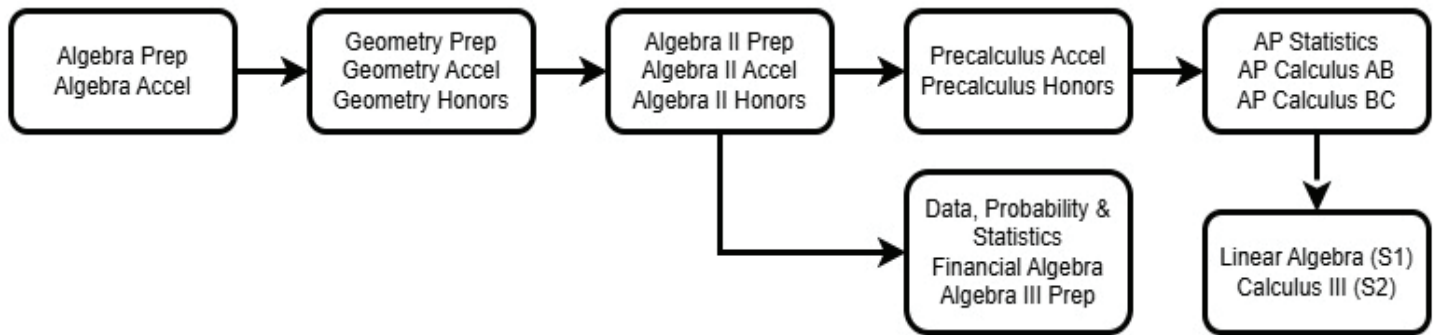 Algebra Prep
Algebra Accel
Geometry Prep
Geometry Accel
Geometry Honors
Algebra II Prep
Algebra II Accel
Algebra II Honors
Precalculus Accel
Precalculus Honors
AP Statistics
AP Calculus AB
AP Calculus BC
Data, Probability &
Statistics
Financial Algebra
Algebra III Prep
Linear Algebra (S1)
Calculus III (S2)